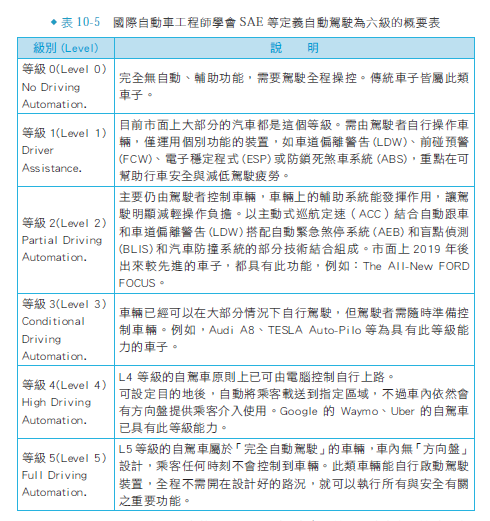 ◆ 表 10-5 國際自動車工程師學會 SAE 等定義自動駕駛為六級的概要表
級別 (Level) 說 明
等級 0(Level 0)
No Driving
Automation.
完全無自動、輔助功能，需要駕駛全程操控。傳統車子皆屬此類
車子。
等級 1(Level 1)
Driver
Assistance.
目前市面上大部分的汽車都是這個等級。需由駕駛者自行操作車
輛，僅運用個別功能的裝置，如車道偏離警告 (LDW)、前碰預警
(FCW)、電子穩定程式 (ESP) 或防鎖死煞車系統 (ABS)，重點在可
幫助行車安全與減低駕駛疲勞。
等級 2(Level 2)
Partial Driving
Automation.
主要仍由駕駛者控制車輛，車輛上的輔助系統能發揮作用，讓駕
駛明顯減輕操作負擔。以主動式巡航定速（ACC）結合自動跟車
和車道偏離警告 (LDW) 搭配自動緊急煞停系統 (AEB) 和盲點偵測
(BLIS) 和汽車防撞系統的部分技術結合組成。市面上 2019 年後
出來較先進的車子，都具有此功能，例如：The All-New FORD
FOCUS。
等級 3(Level 3)
Conditional
Driving
Automation.
車輛已經可以在大部分情況下自行駕駛，但駕駛者需隨時準備控
制車輛。例如，Audi A8、TESLA Auto-Pilo 等為具有此等級能
力的車子。
等級 4(Level 4)
High Driving
Automation.
L4 等級的自駕車原則上已可由電腦控制自行上路。
可設定目的地後，自動將乘客載送到指定區域，不過車內依然會
有方向盤提供乘客介入使用。Google 的 Waymo、Uber 的自駕車
已具有此等級能力。
等級 5(Level 5)
Full Driving
Automation.
L5 等級的自駕車屬於「完全自動駕駛」的車輛，車內無「方向盤」
設計，乘客任何時刻不會控制到車輛。此類車輛能自行啟動駕駛
裝置，全程不需開在設計好的路況，就可以執行所有與安全有關
之重要功能。